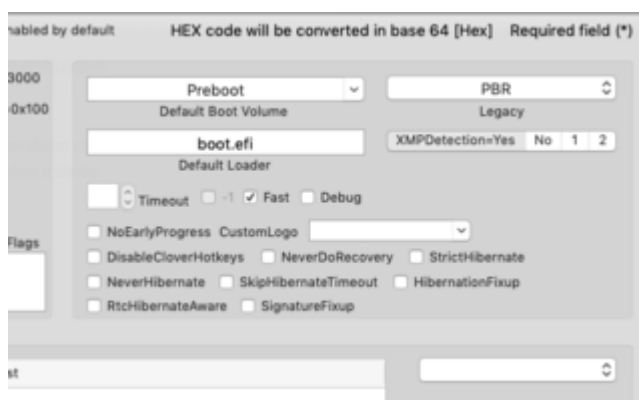 nabled by default HEX code will be converted in base 64 [Hex] Required field (*)
3000 Preboot PBR
0x100 Default Boot Volume Legacy
boot.efi XMPDetection=Yes No 1 2
Default Loader
Timeout -1 Fast Debug
NoEarlyProgress CustomLogo
Flags DisableCloverHotkeys NeverDoRecovery StrictHibernate
NeverHibernate SkipHibernateTimeout HibernationFixup
RtcHibernateAware SignatureFixup
st